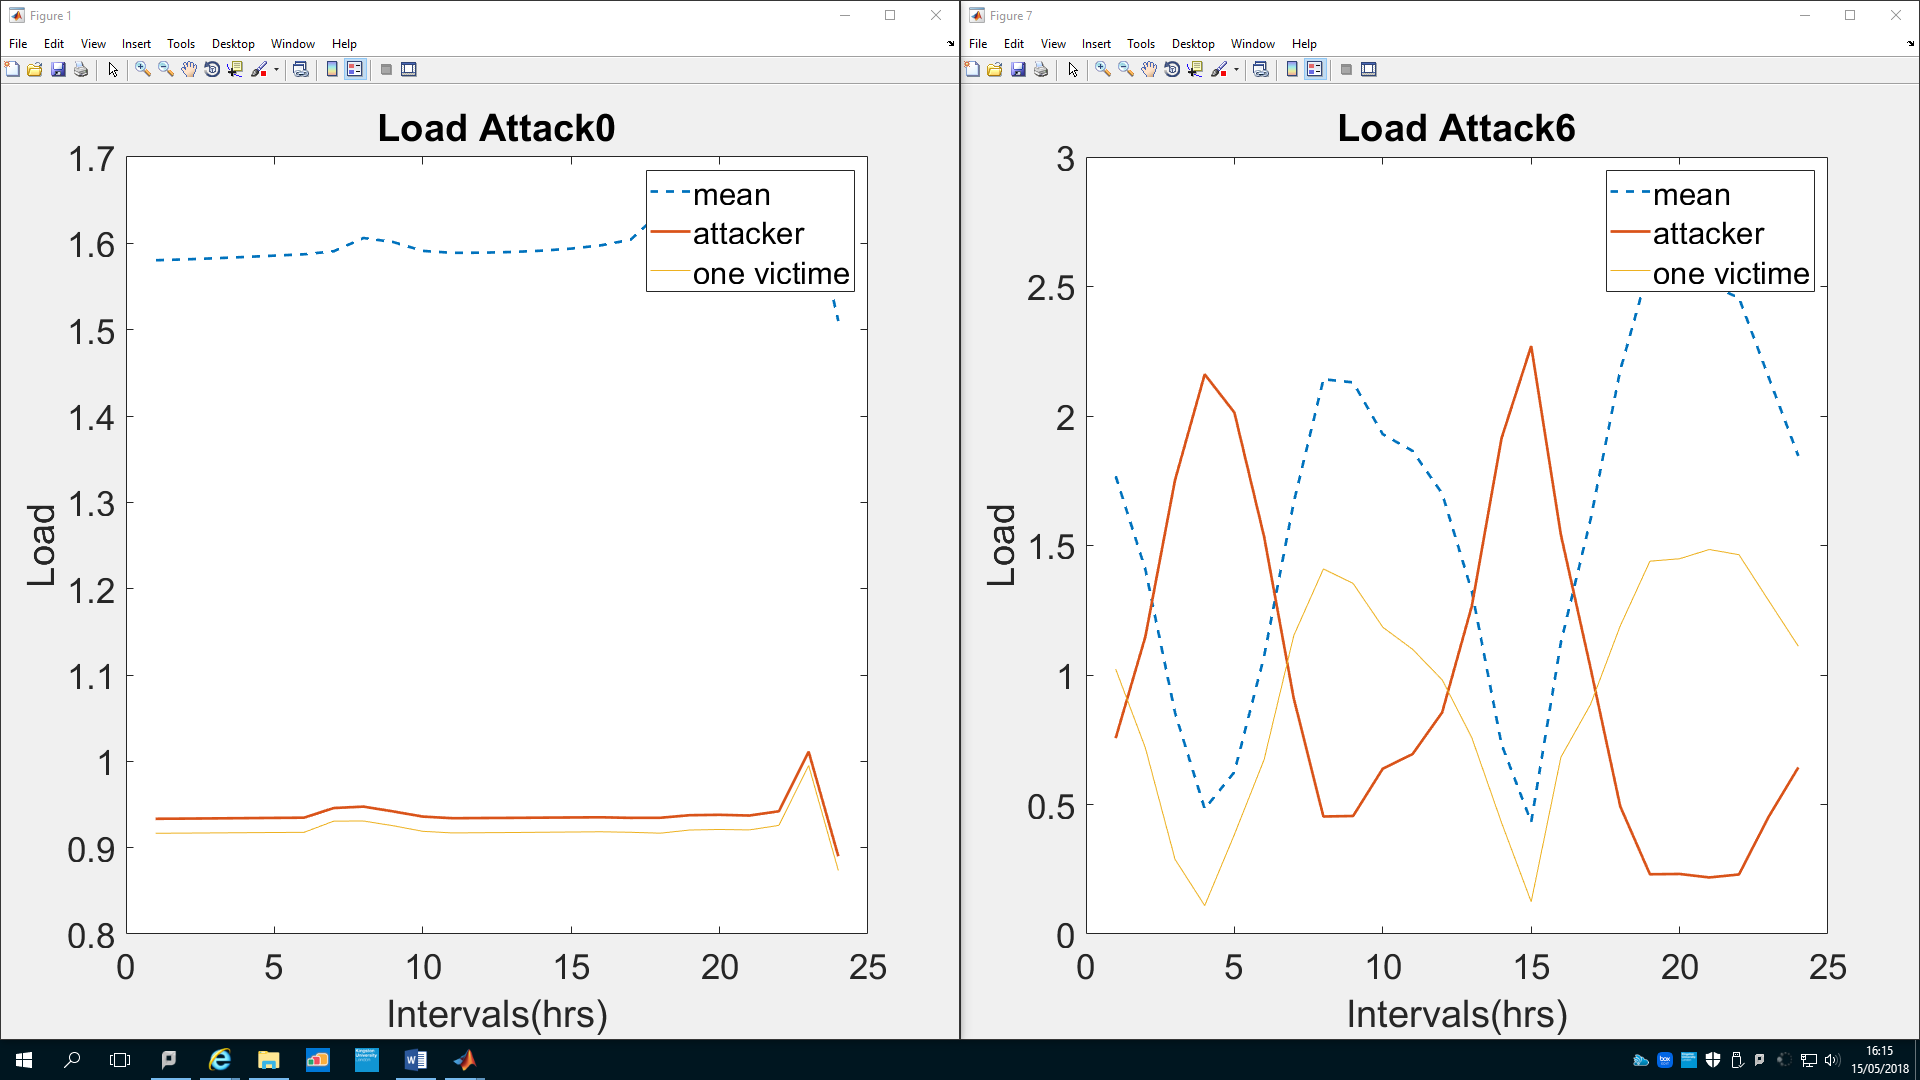 Figure 1
File Edit View Insert Tools Desktop Window Help
Load Attack0
1.7
1.6
1.5
1.4
1.3
1.2
1.1
1
0.9
0.8
Load
mean
attacker
one victime
0 5 10 15 20 25
Intervals(hrs)
Figure 7
File Edit View Insert Tools Desktop Window Help
Load Attack6
3
2.5
2
1.5
1
0.5
0
Load
mean
attacker
one victime
0 5 10 15 20 25
Intervals(hrs)
Kingston
University
London
box
16:15
15/05/2018